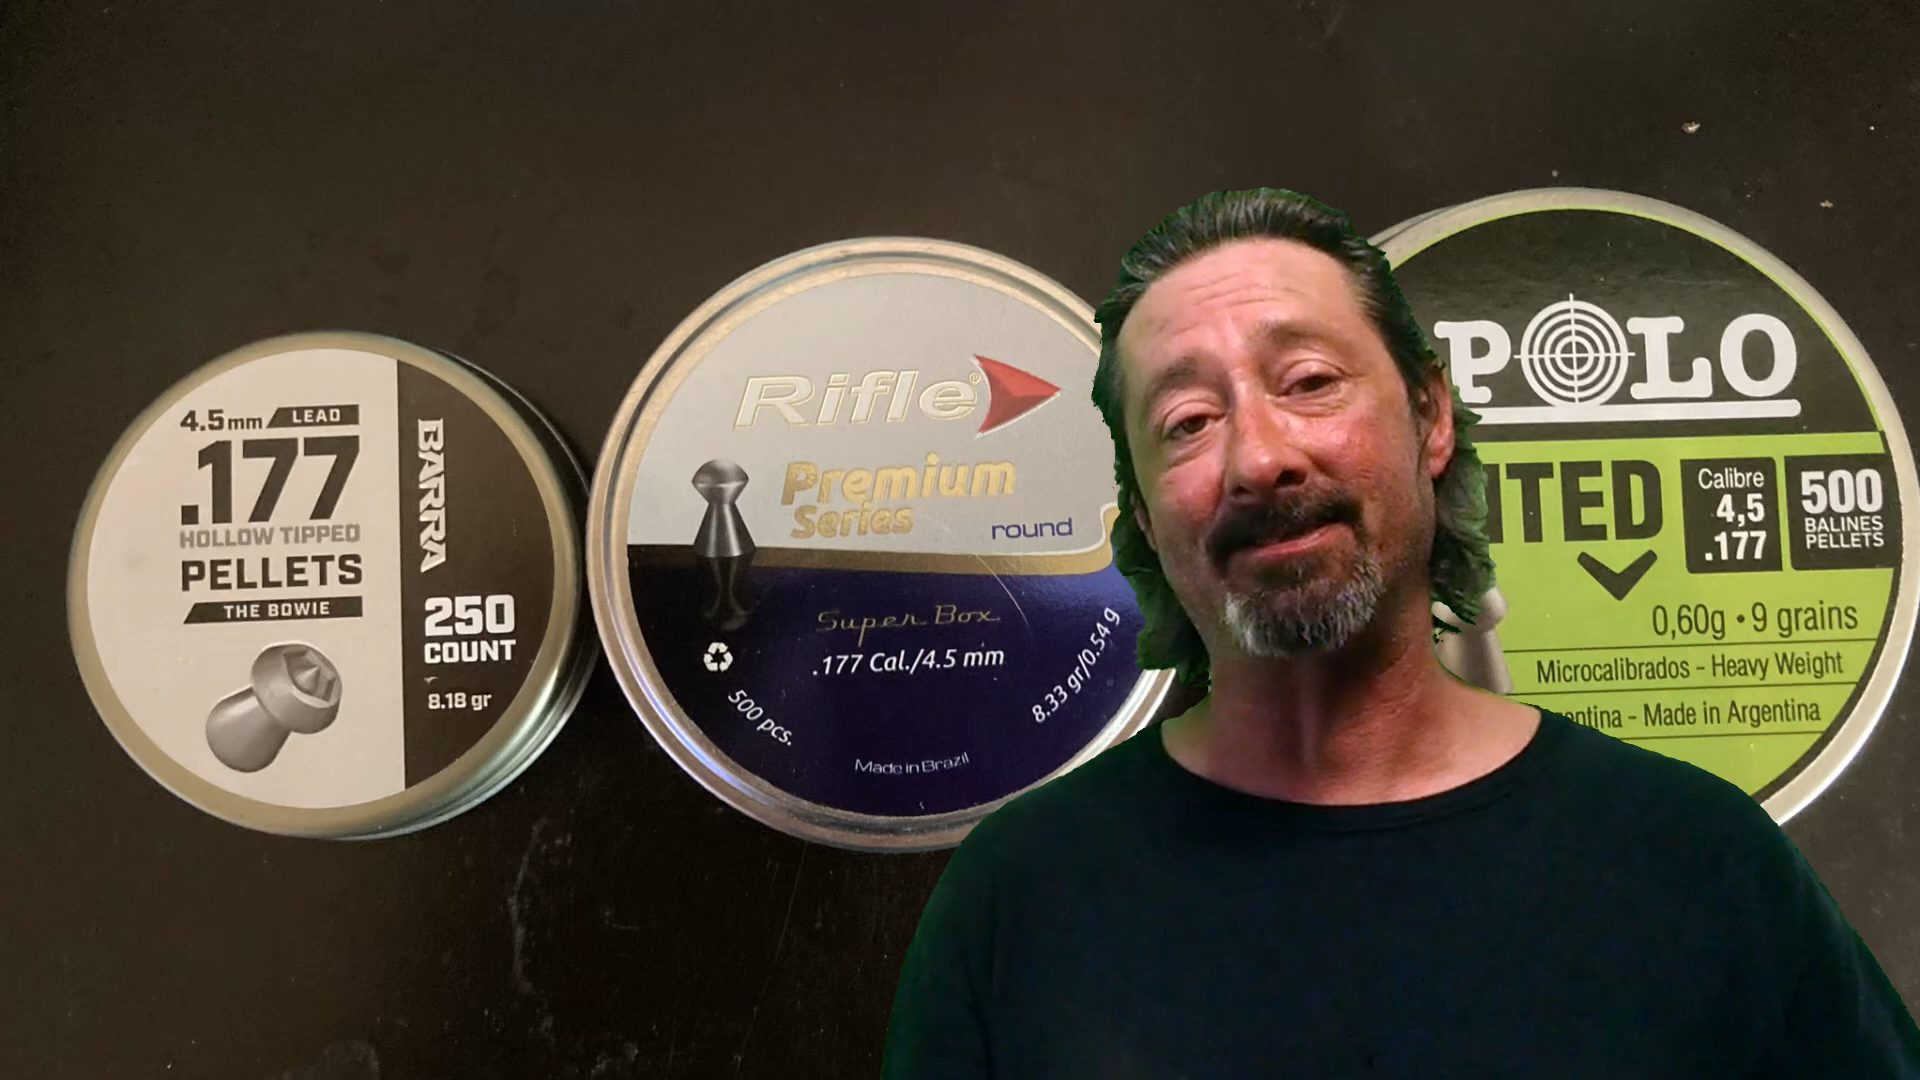 4.5mm LEAD
.177
HOLLOW TIPPED
PELLETS
THE BOWIE
BARRA
250
COUNT
8.18 gr
Rifle®
Premium
Series
round
Super Box
.177 Cal./4.5 mm
500 pcs.
8.33 gr/0.54 g
Made in Brazil
POLO
ITED
Calibre
4,5
.177
500
BALINES
PELLETS
0,60g • 9 grains
Microcalibrados - Heavy Weight
entina - Made in Argentina